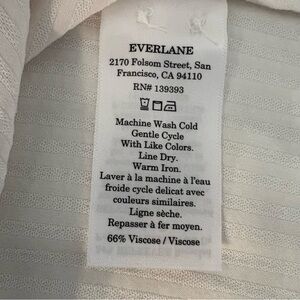 EVERLANE
2170 Folsom Street, San
Francisco, CA 94110
RN# 139393
Machine Wash Cold
Gentle Cycle
With Like Colors.
Line Dry.
Warm Iron.
Laver à la machine à l'eau
froide cycle delicat avec
couleurs similaires.
Ligne sèche.
Repasser à fer moyen.
66% Viscose / Viscose